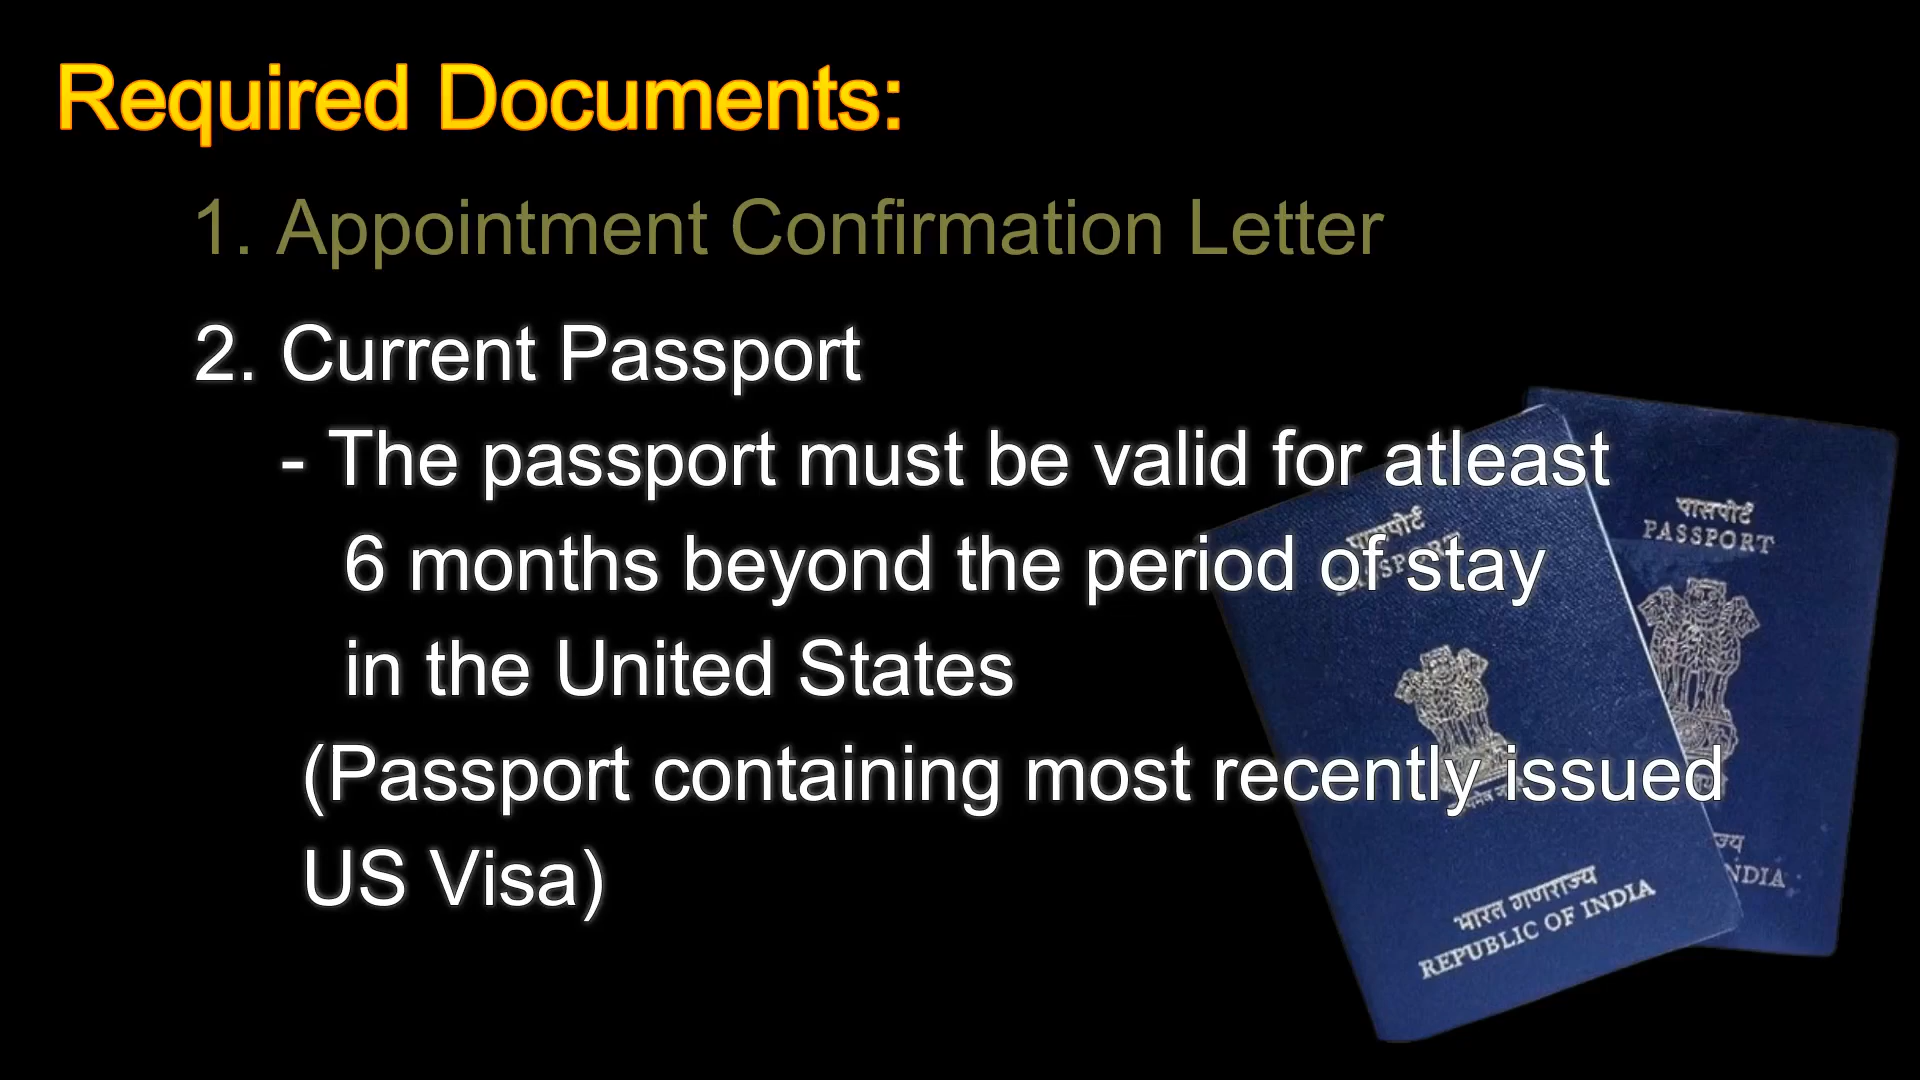 Required Documents:
1. Appointment Confirmation Letter
2. Current Passport
- The passport must be valid for atleast
6 months beyond the period of stay
in the United States
(Passport containing most recently issued
US Visa)
पासपोर्ट
भारत गणराज्य
REPUBLIC OF INDIA
पासपोर्ट
PASSPORT